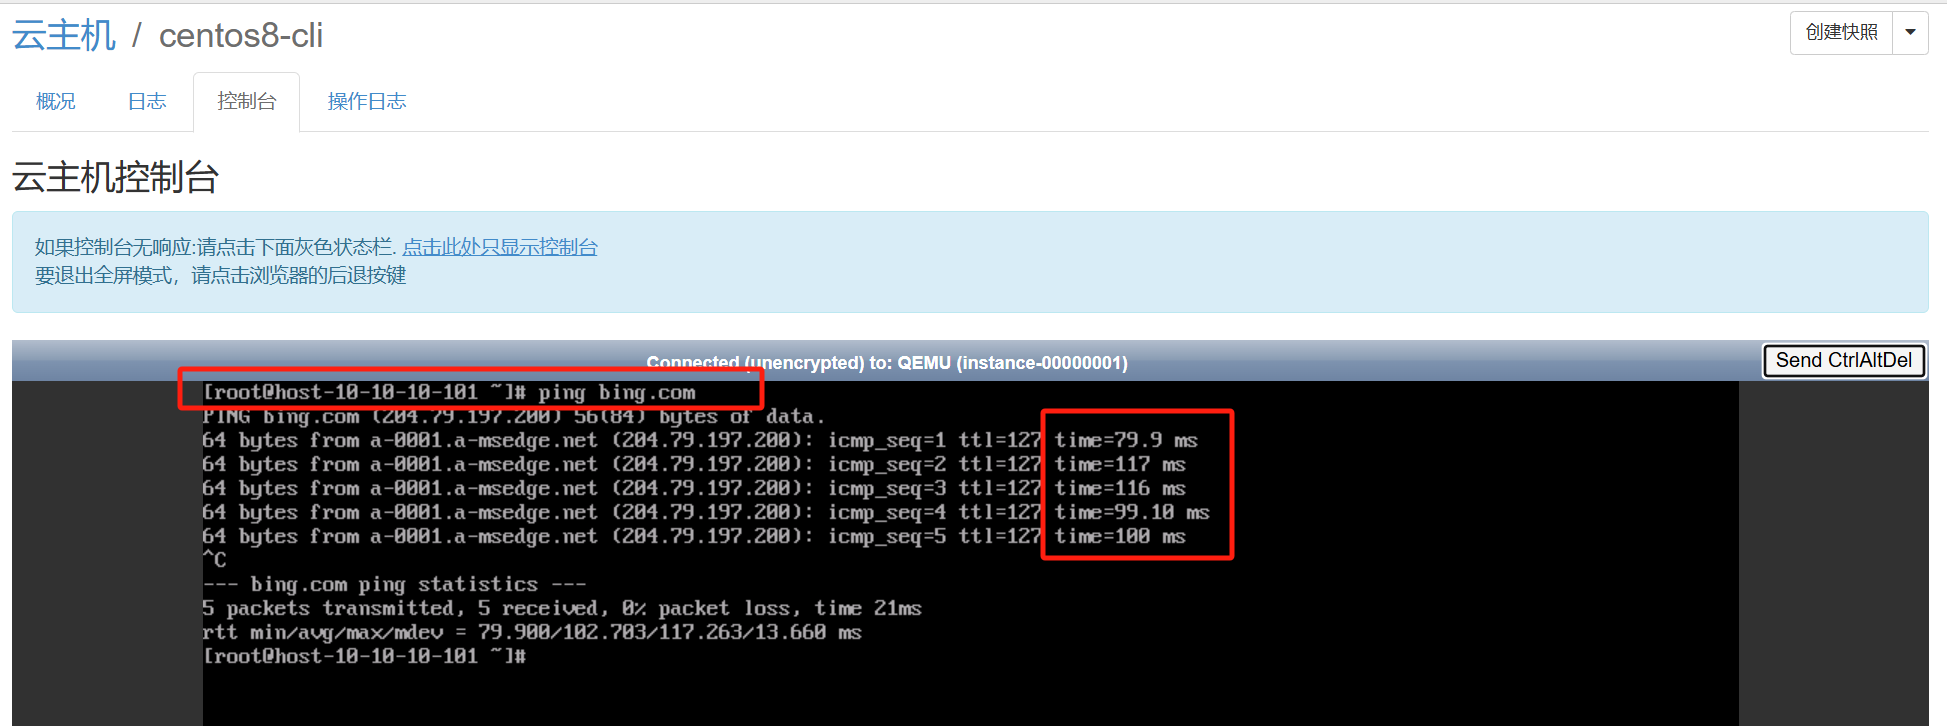 云主机 / centos8-cli
创建快照
概况 日志 控制台 操作日志
云主机控制台
如果控制台无响应:请点击下面灰色状态栏. 点击此处只显示控制台
要退出全屏模式，请点击浏览器的后退按键
Connected (unencrypted) to: QEMU (instance-00000001)
Send CtrlAltDel
[root@host-10-10-10-101 ~]# ping bing.com
PING bing.com (204.79.197.200) 56(84) bytes of data.
64 bytes from a-0001.a-msedge.net (204.79.197.200): icmp_seq=1 ttl=127 time=79.9 ms
64 bytes from a-0001.a-msedge.net (204.79.197.200): icmp_seq=2 ttl=127 time=117 ms
64 bytes from a-0001.a-msedge.net (204.79.197.200): icmp_seq=3 ttl=127 time=116 ms
64 bytes from a-0001.a-msedge.net (204.79.197.200): icmp_seq=4 ttl=127 time=99.10 ms
64 bytes from a-0001.a-msedge.net (204.79.197.200): icmp_seq=5 ttl=127 time=100 ms
^C
--- bing.com ping statistics ---
5 packets transmitted, 5 received, 0% packet loss, time 21ms
rtt min/avg/max/mdev = 79.900/102.703/117.263/13.660 ms
[root@host-10-10-10-101 ~]#